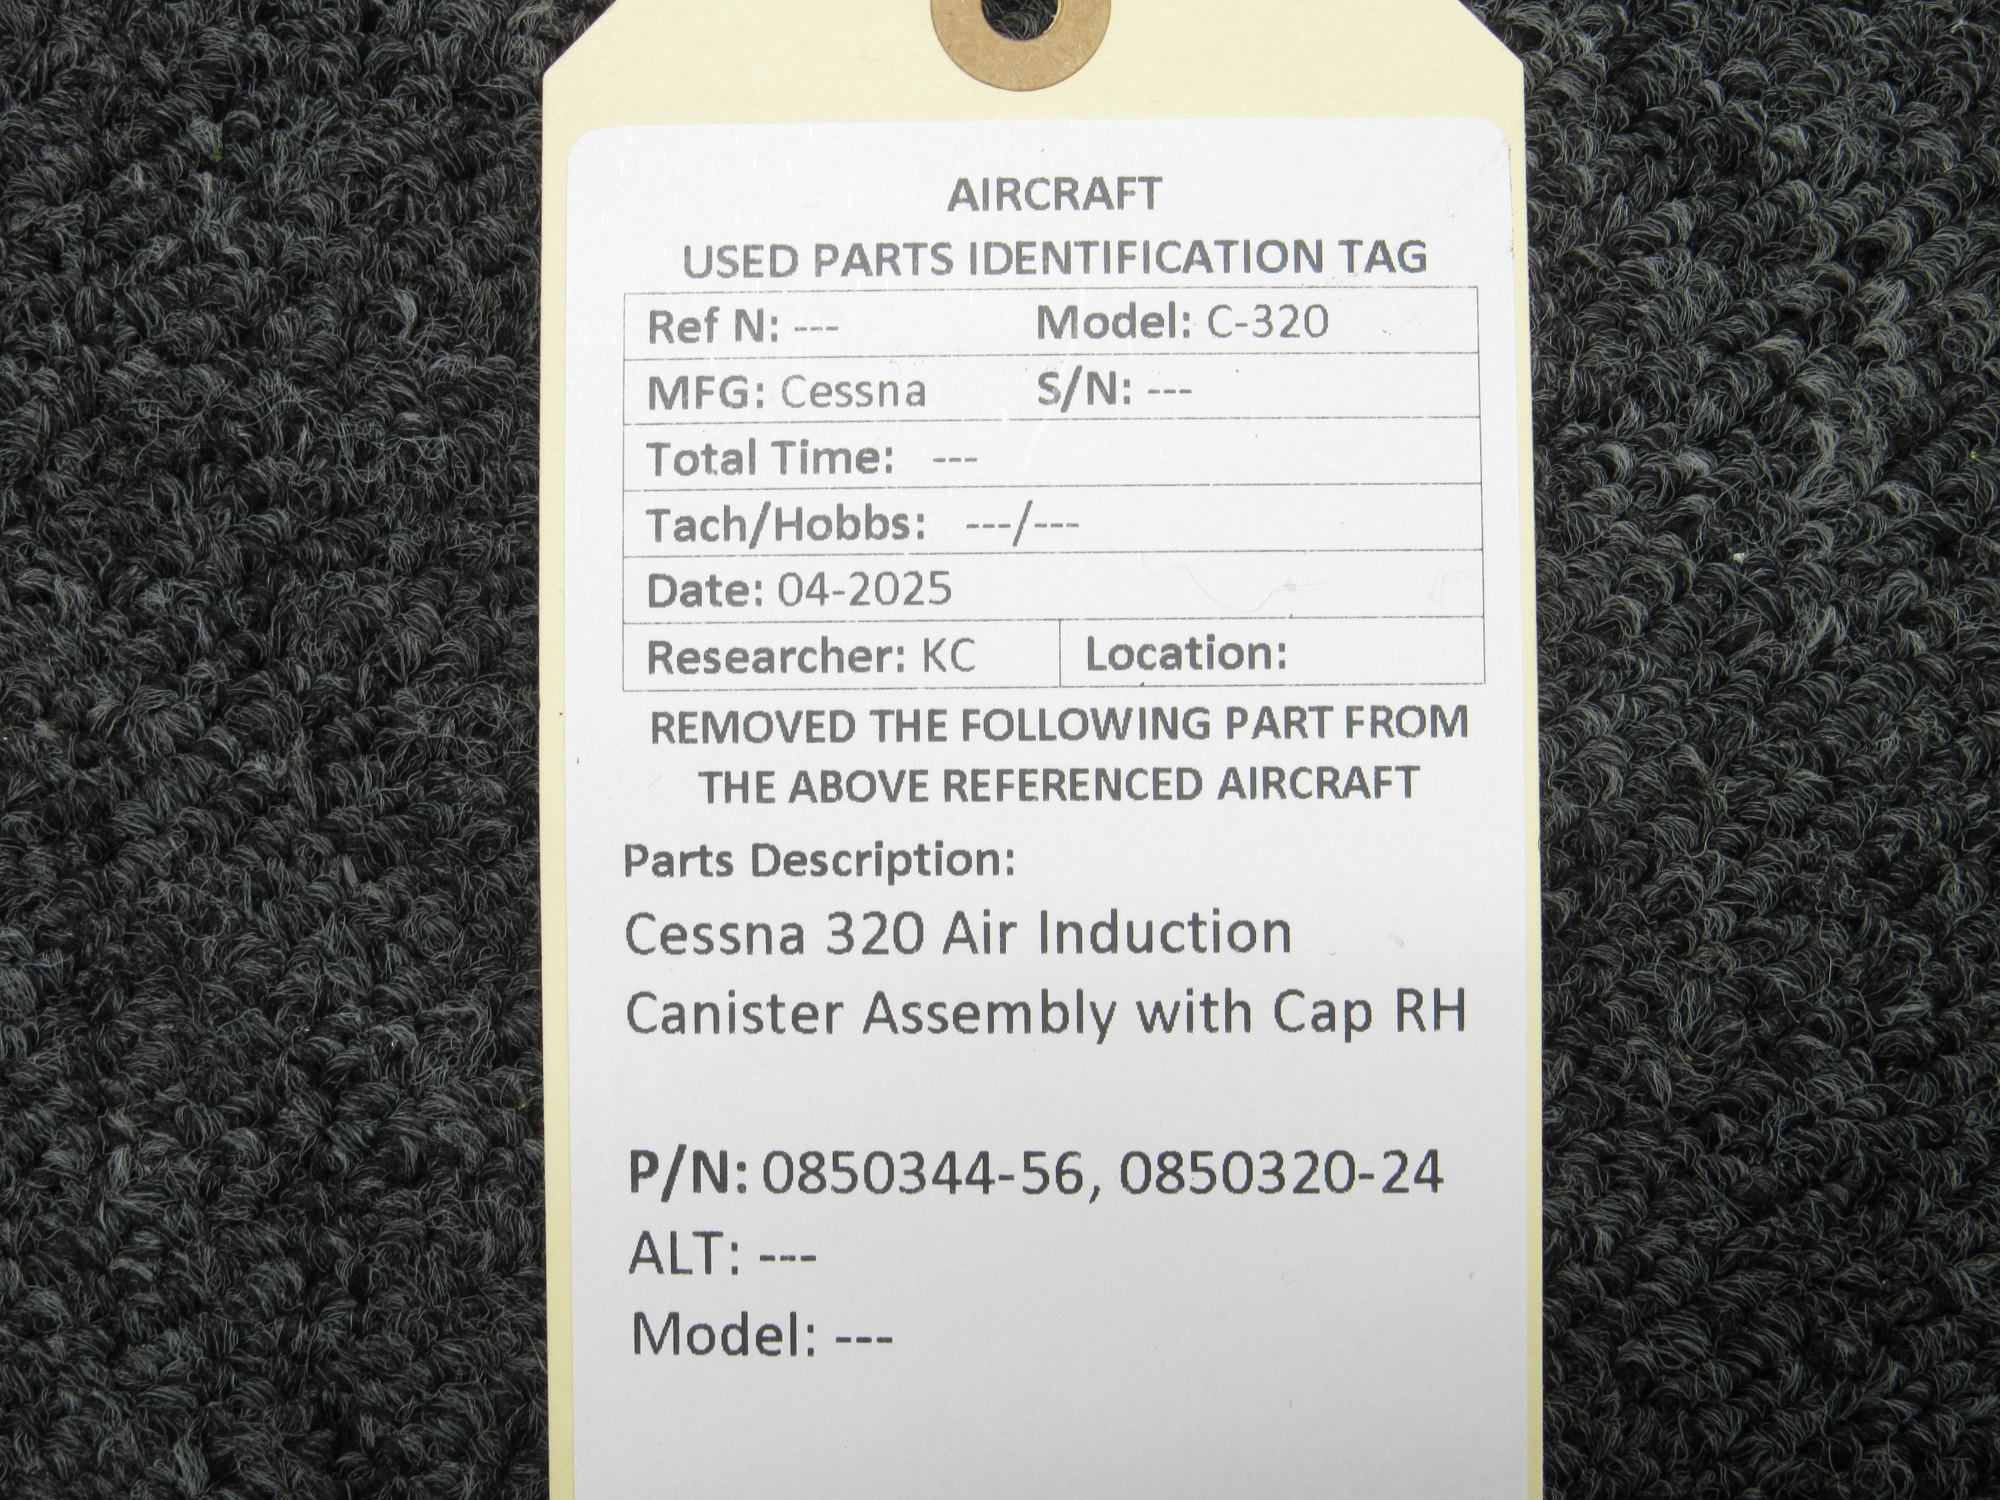 AIRCRAFT
USED PARTS IDENTIFICATION TAG
Ref N: --- Model: C-320
MFG: Cessna S/N: ---
Total Time: ---
Tach/Hobbs: ---/---
Date: 04-2025
Researcher: KC Location:
REMOVED THE FOLLOWING PART FROM
THE ABOVE REFERENCED AIRCRAFT
Parts Description:
Cessna 320 Air Induction
Canister Assembly with Cap RH
P/N: 0850344-56, 0850320-24
ALT: ---
Model: ---